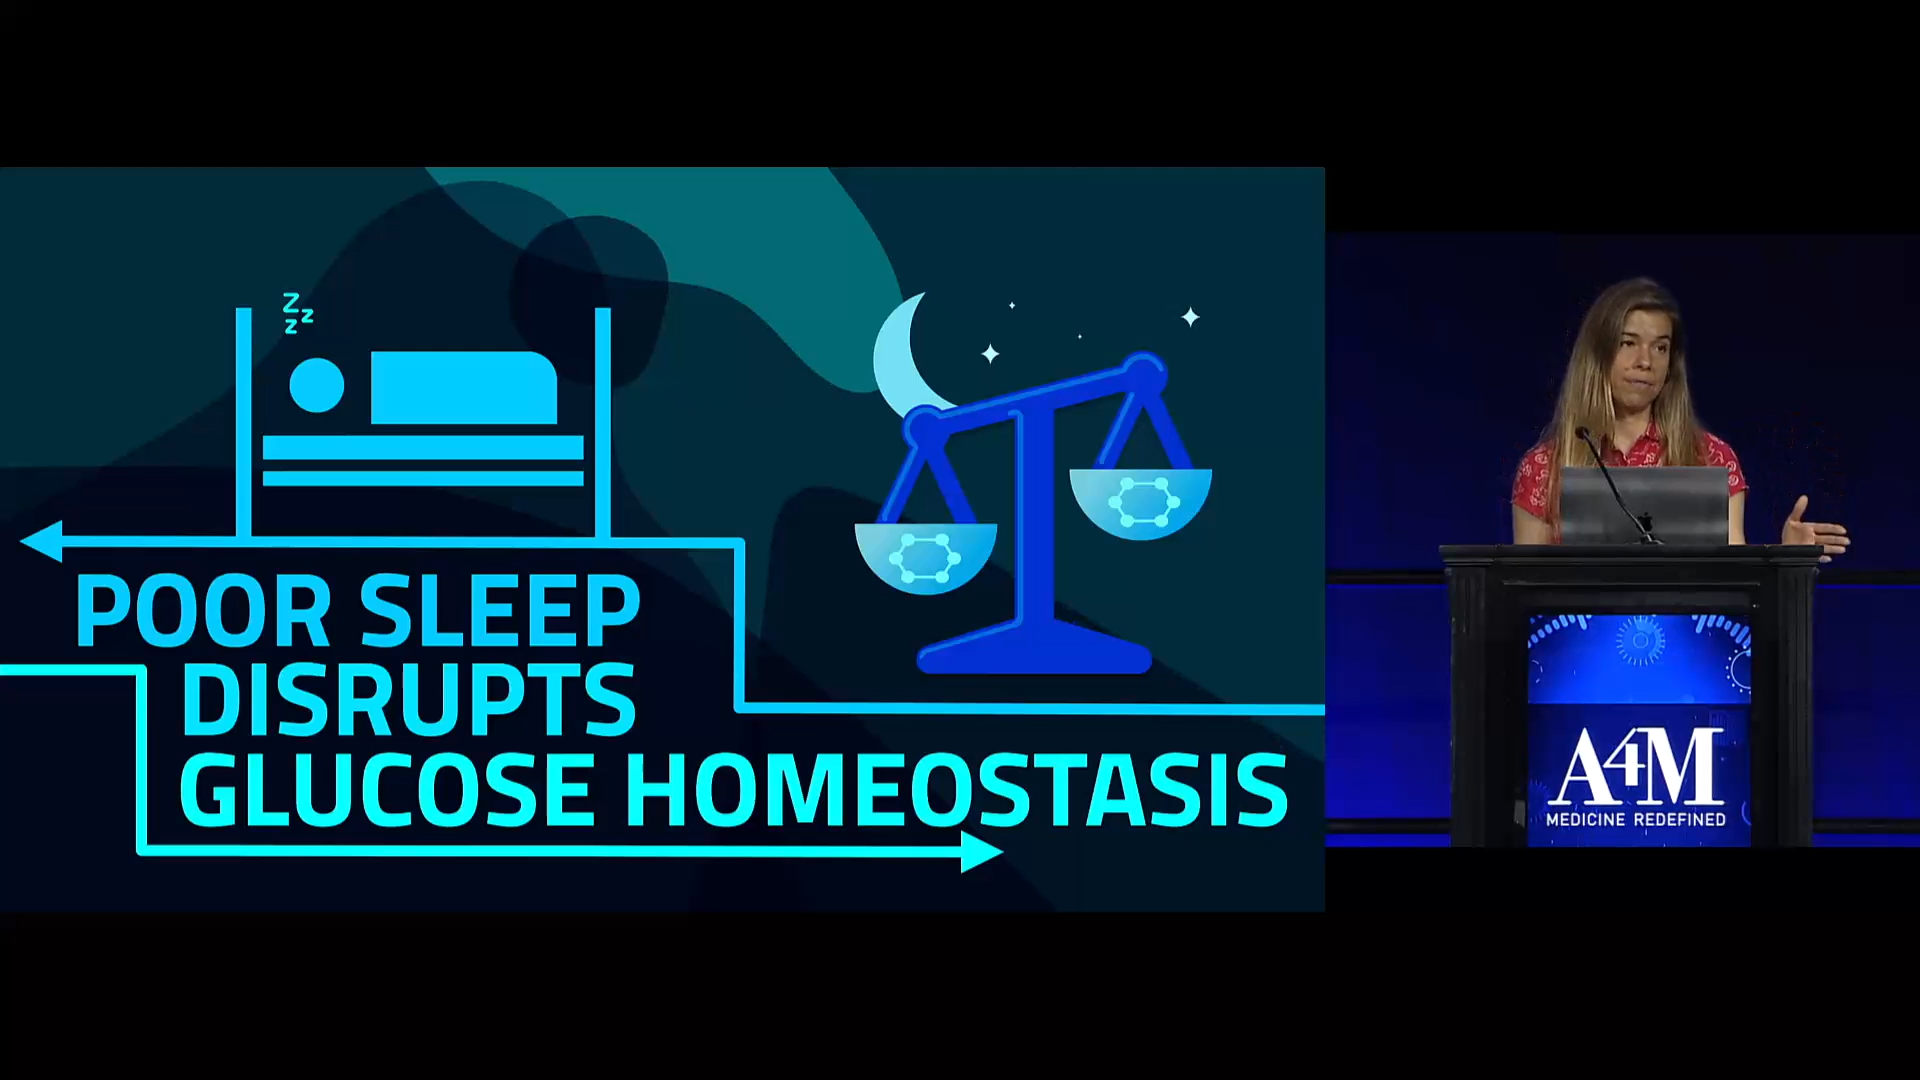 Z
z
z
POOR SLEEP
DISRUPTS
GLUCOSE HOMEOSTASIS
A4M
MEDICINE REDEFINED